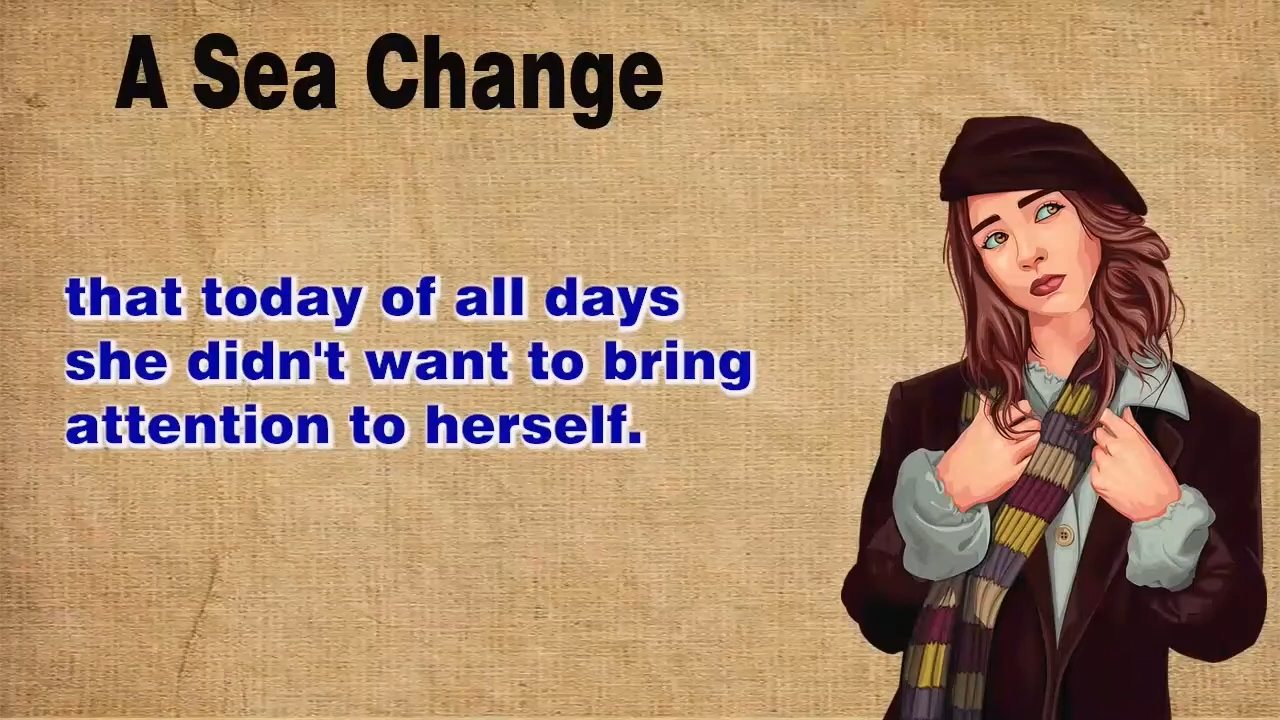 A Sea Change
that today of all days
she didn't want to bring
attention to herself.